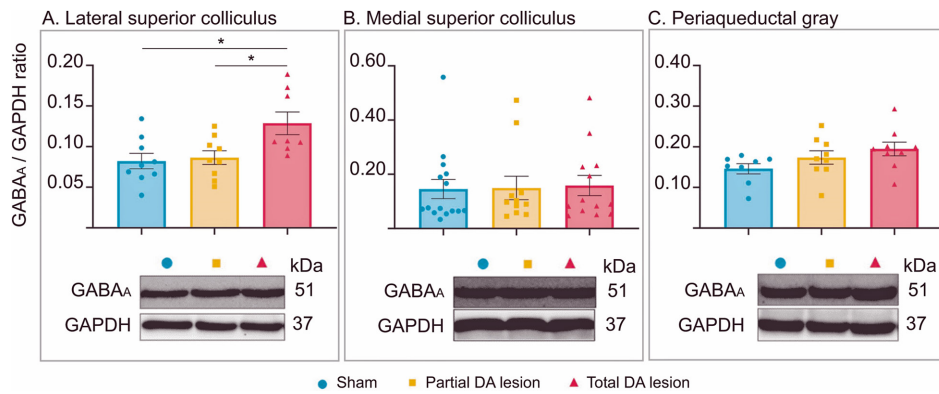 A. Lateral superior colliculus
GABAA / GAPDH ratio
* 
*
0.20
0.15
0.10
0.05
kDa
GABAA 51
GAPDH 37
B. Medial superior colliculus
0.60
0.40
0.20
kDa
GABAA 51
GAPDH 37
C. Periaqueductal gray
0.40
0.30
0.20
0.10
kDa
GABAA 51
GAPDH 37
Sham Partial DA lesion Total DA lesion